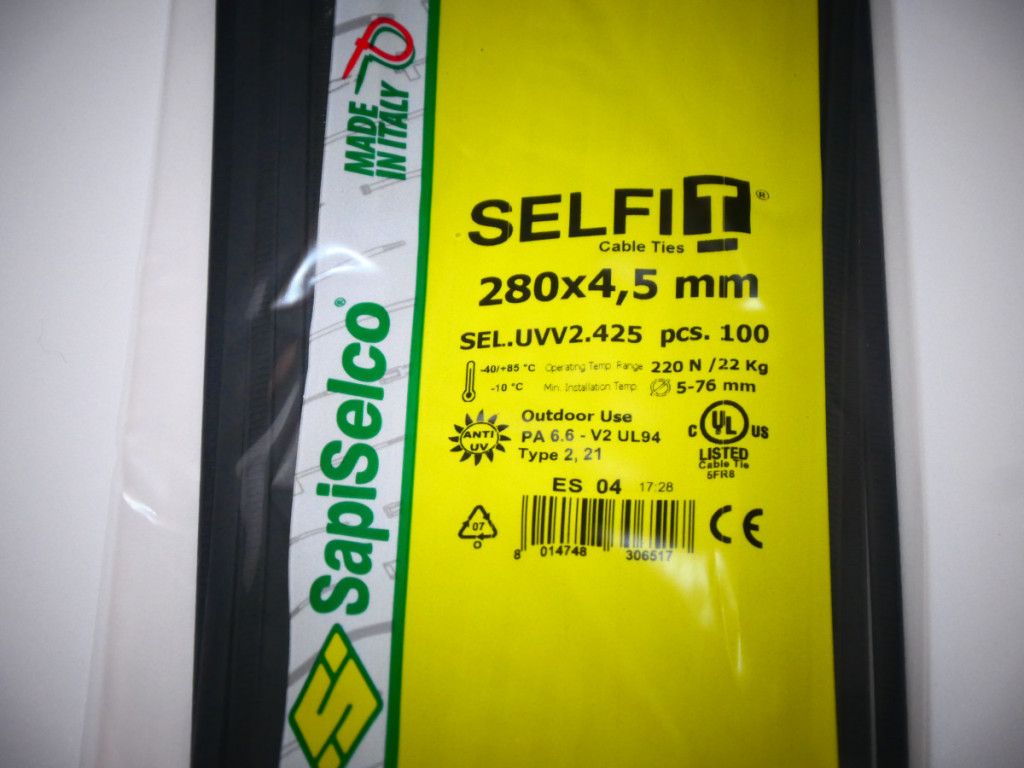 MADE
IN ITALY
SapiSelco®
SELFIT®
Cable Ties
280x4,5 mm
SEL.UVV2.425 pcs. 100
-40/+85 °C Operating Temp. Range 220 N /22 Kg
-10 °C Min. Installation Temp. 5-76 mm
ANTI
UV
Outdoor Use
PA 6.6 - V2 UL94
Type 2, 21
C UL US
LISTED
Cable Tie
5FR8
ES 04 17:28
07
O
CE
8 014748 306517